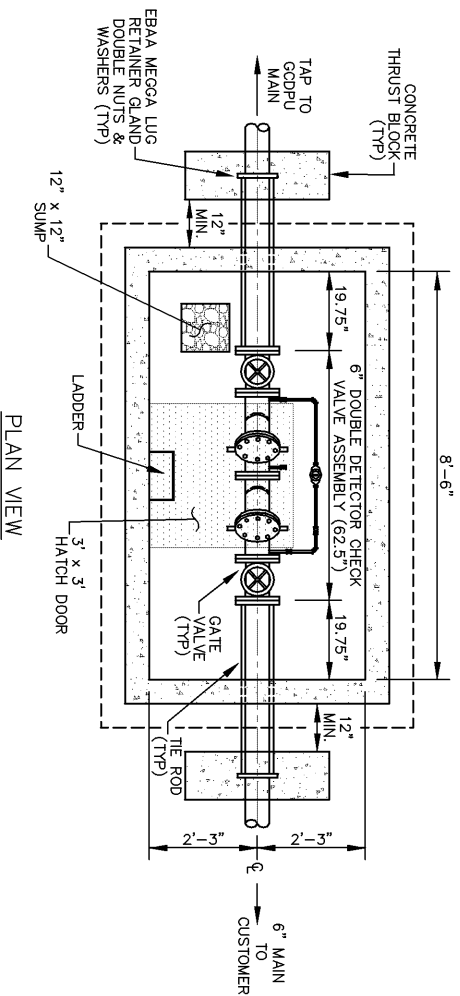 8'-6"
19.75"
6" DOUBLE DETECTOR CHECK
VALVE ASSEMBLY (62.5")
19.75"
CONCRETE
THRUST BLOCK
(TYP)
TAP TO
GCDPU
MAIN
EBAA MEGGA LUG
RETAINER GLAND
DOUBLE NUTS &
WASHERS (TYP)
12"
MIN.
12"
MIN.
12" x 12"
SUMP
LADDER
3' x 3'
HATCH DOOR
GATE
VALVE
(TYP)
TIE ROD
(TYP)
2'-3"
2'-3"
CL
6" MAIN
TO
CUSTOMER
PLAN VIEW